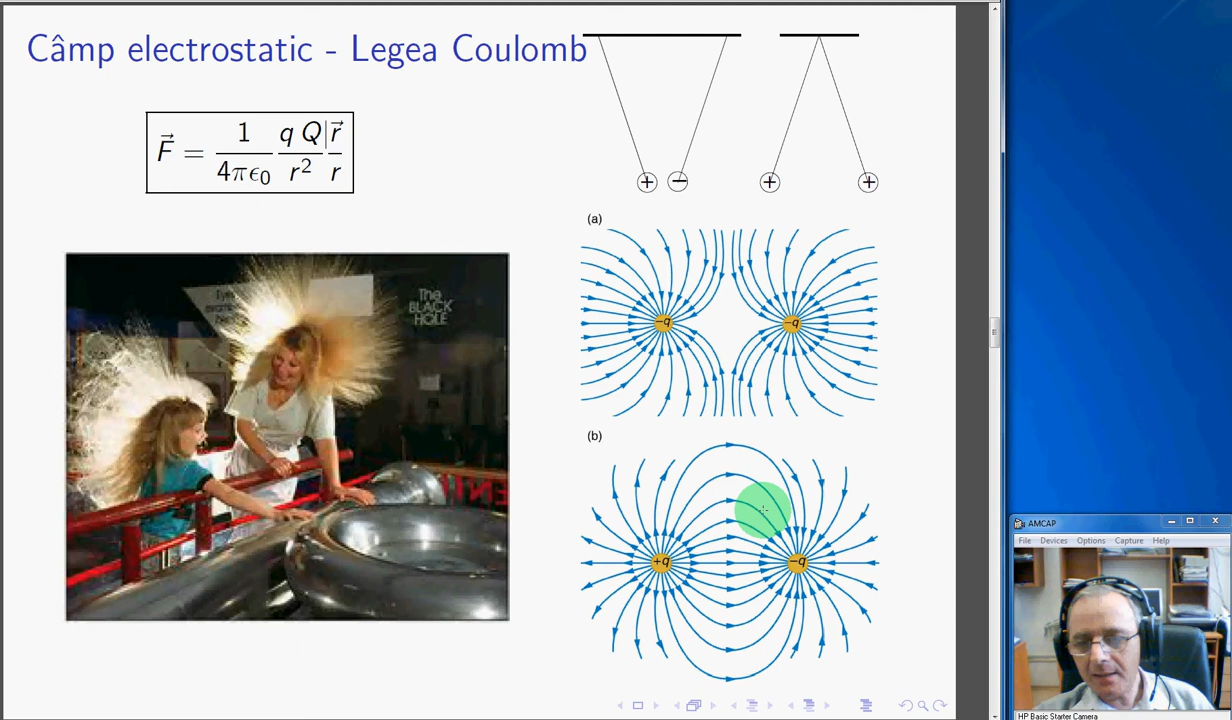 Câmp electrostatic - Legea Coulomb
F⃗ = 1/4πϵ₀ q Q/r² r⃗/r
+ − + +
(a)
−q −q
(b)
+q −q
The
BLACK
HOLE
AMCAP
File Devices Options Capture Help
HP Basic Starter Camera